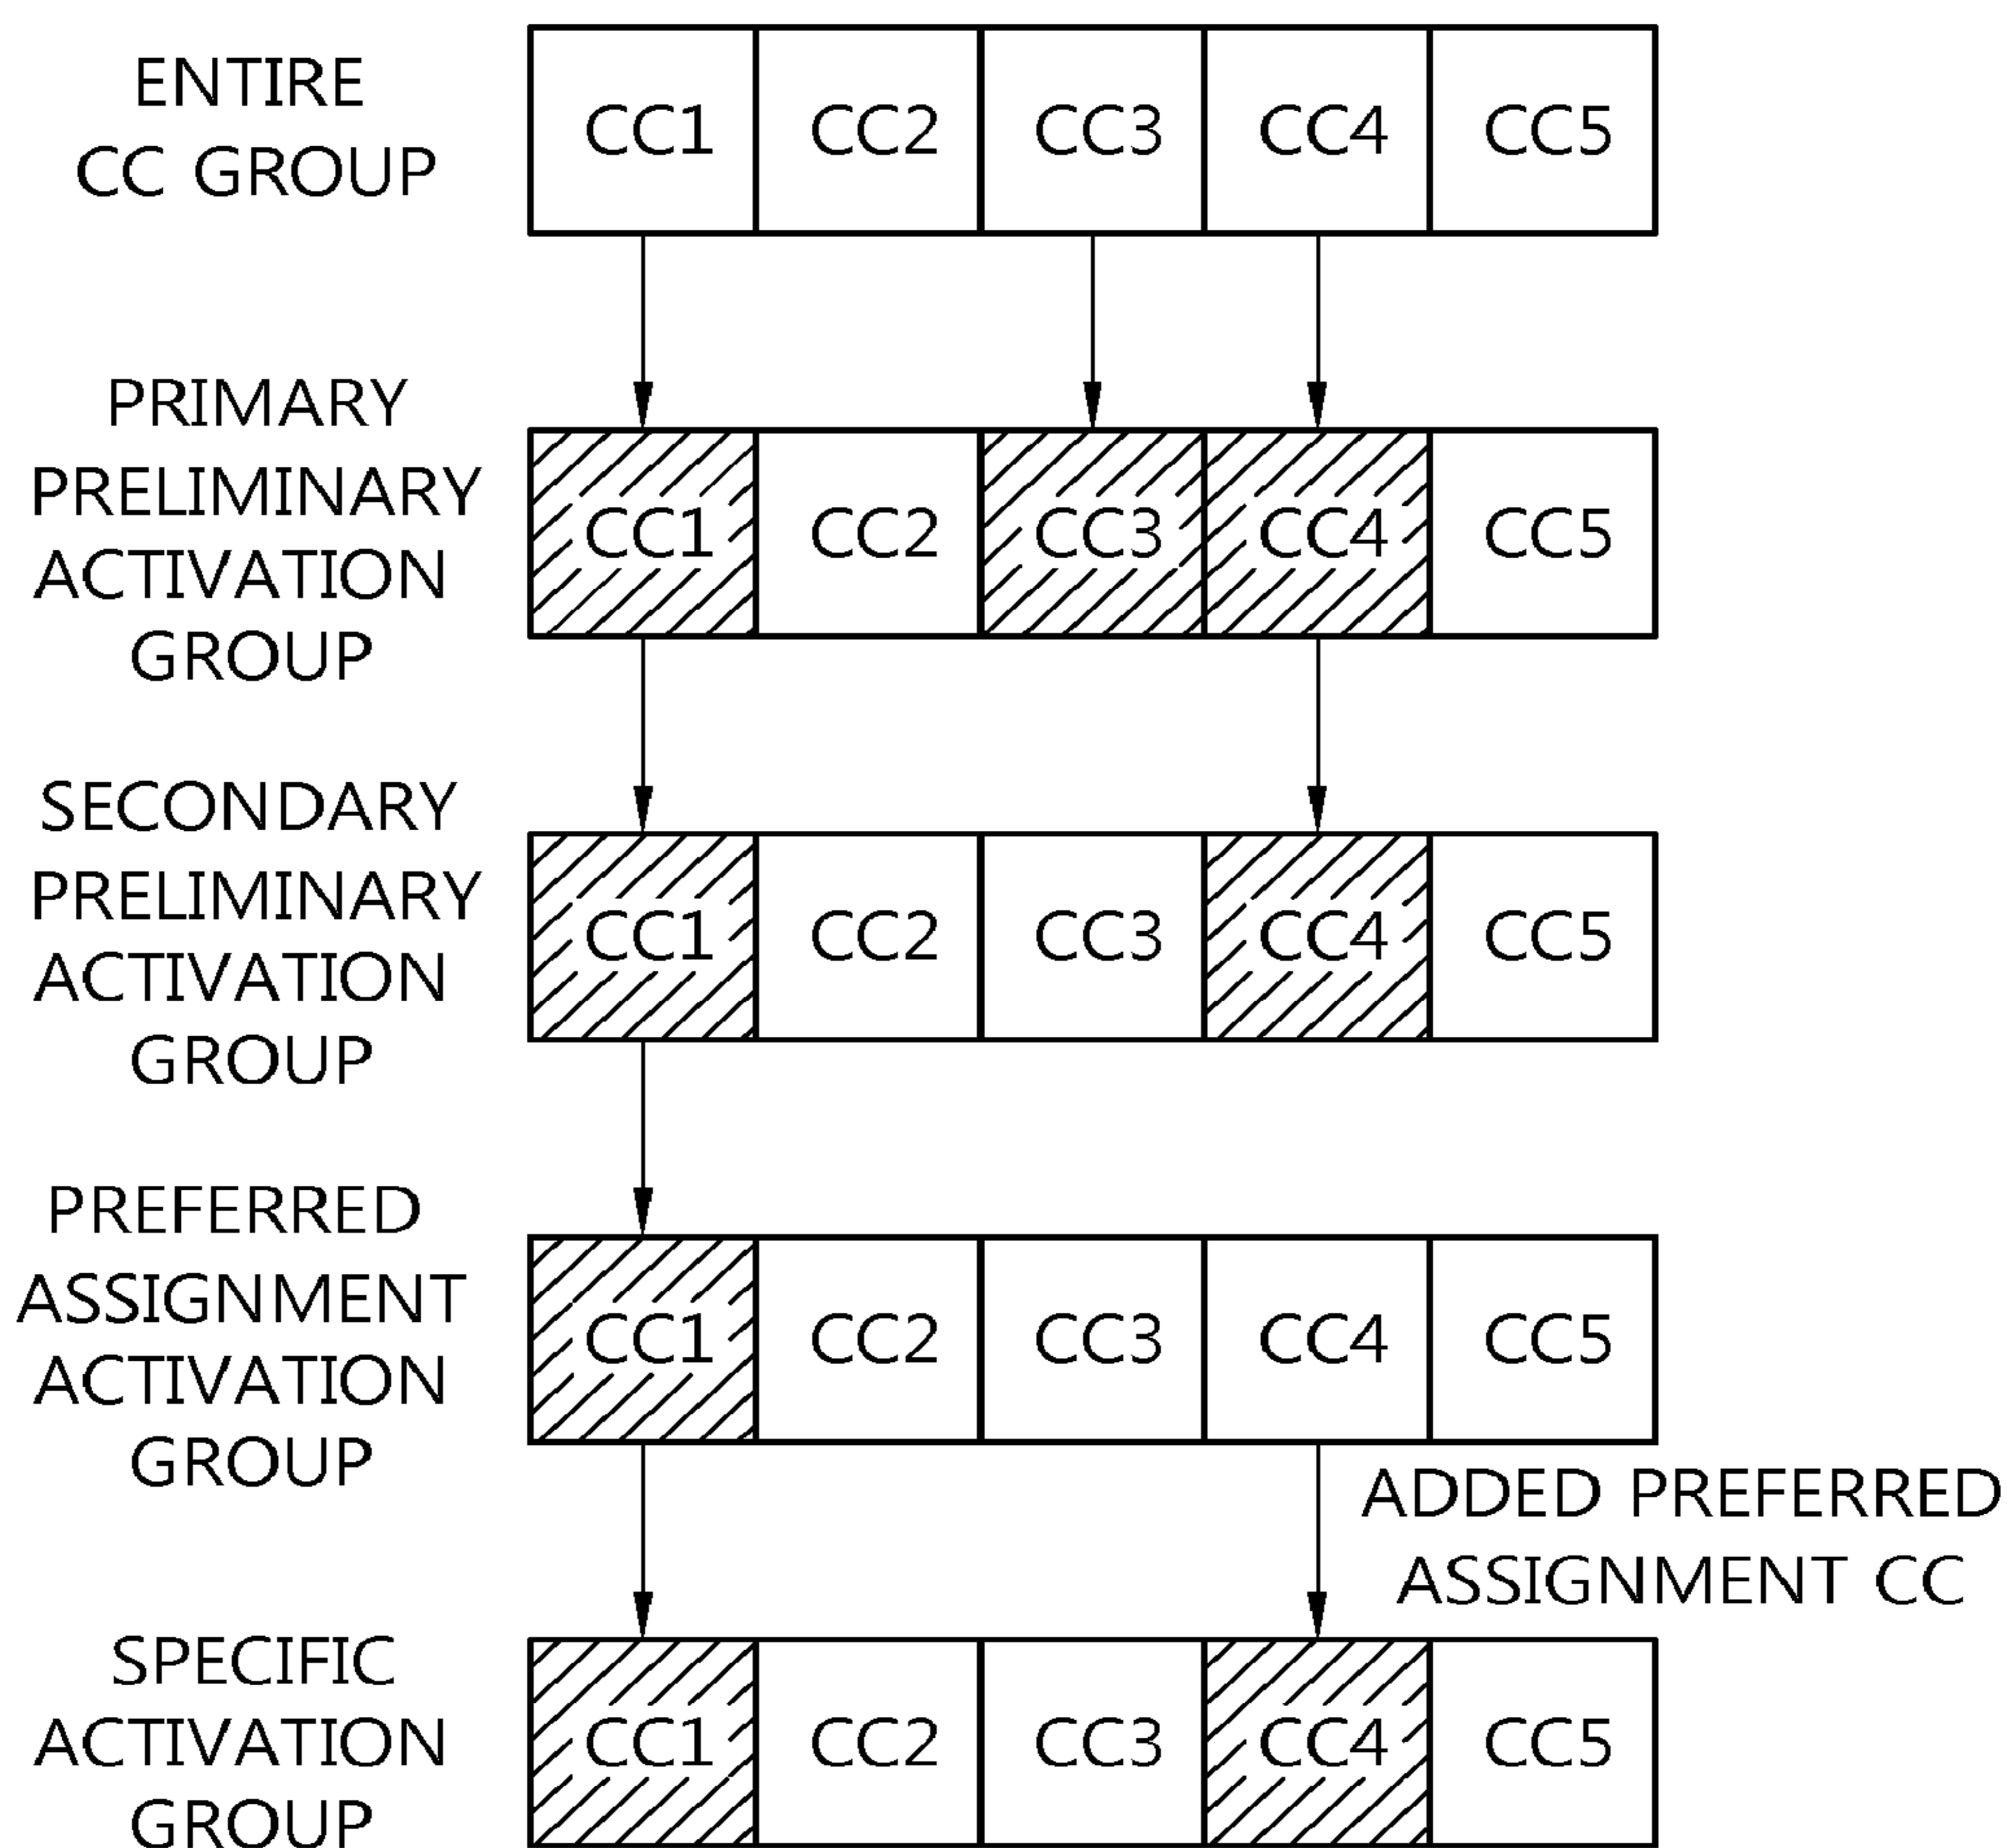 ENTIRE
CC GROUP
CC1 CC2 CC3 CC4 CC5
PRIMARY
PRELIMINARY
ACTIVATION
GROUP
CC1 CC2 CC3 CC4 CC5
SECONDARY
PRELIMINARY
ACTIVATION
GROUP
CC1 CC2 CC3 CC4 CC5
PREFERRED
ASSIGNMENT
ACTIVATION
GROUP
CC1 CC2 CC3 CC4 CC5
ADDED PREFERRED
ASSIGNMENT CC
SPECIFIC
ACTIVATION
GROUP
CC1 CC2 CC3 CC4 CC5